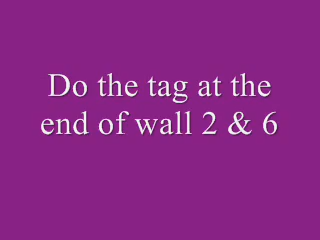 Do the tag at the
end of wall 2 & 6